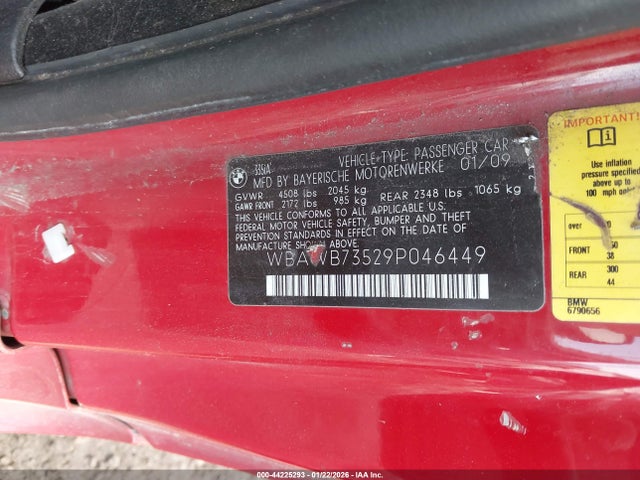 335iA VEHICLE-TYPE: PASSENGER CAR
MFD BY BAYERISCHE MOTORENWERKE 01/09
GVWR 4508 lbs 2045 kg
GAWR FRONT 2172 lbs 985 kg REAR 2348 lbs 1065 kg
THIS VEHICLE CONFORMS TO ALL APPLICABLE U.S.
FEDERAL MOTOR VEHICLE SAFETY, BUMPER AND THEFT
PREVENTION STANDARDS IN EFFECT ON THE DATE OF
MANUFACTURE SHOWN ABOVE.
WBAWB73529P046449
IMPORTANT!
Use inflation
pressures
above up to
100 mph
over
FRONT
38
REAR 300
44
BMW
6790656
000-44225293 - 01/22/2026 - IAA Inc.